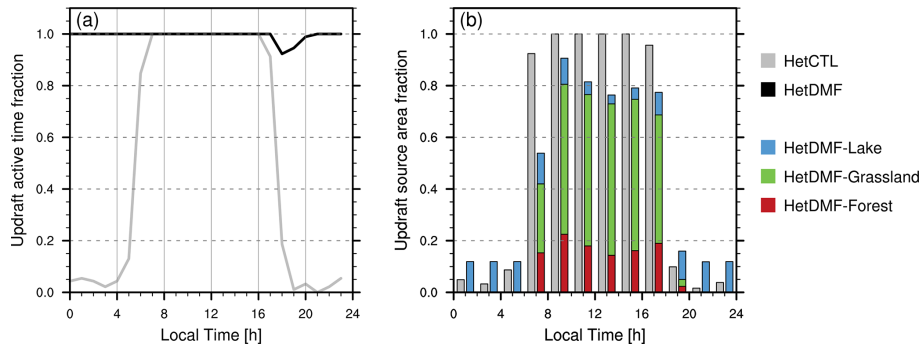 (a)
Updraft active time fraction
1.0
0.8
0.6
0.4
0.2
0.0
0 4 8 12 16 20 24
Local Time [h]
(b)
Updraft source area fraction
1.0
0.8
0.6
0.4
0.2
0.0
0 4 8 12 16 20 24
Local Time [h]
HetCTL
HetDMF
HetDMF-Lake
HetDMF-Grassland
HetDMF-Forest